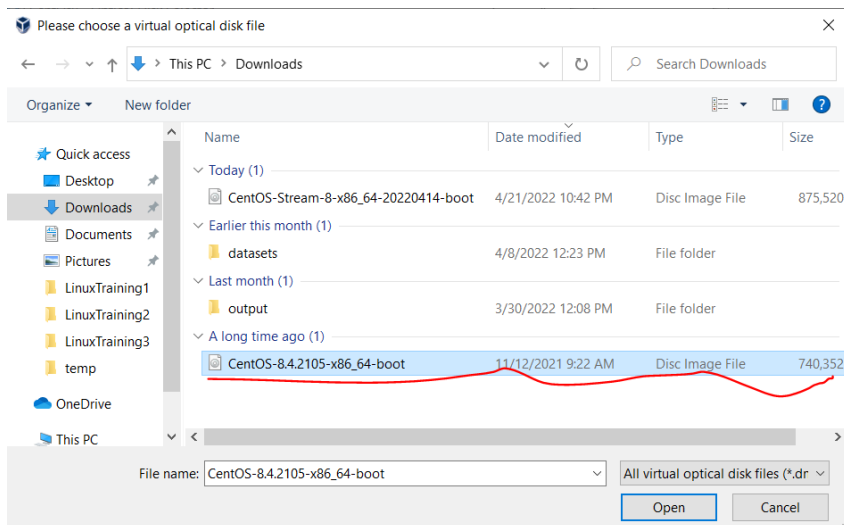 Please choose a virtual optical disk file
This PC > Downloads
Search Downloads
Organize
New folder
Name Date modified Type Size
Quick access
Desktop
Downloads
Documents
Pictures
LinuxTraining1
LinuxTraining2
LinuxTraining3
temp
OneDrive
This PC
Today (1)
CentOS-Stream-8-x86_64-20220414-boot 4/21/2022 10:42 PM Disc Image File 875,520
Earlier this month (1)
datasets 4/8/2022 12:23 PM File folder
Last month (1)
output 3/30/2022 12:08 PM File folder
A long time ago (1)
CentOS-8.4.2105-x86_64-boot 11/12/2021 9:22 AM Disc Image File 740,352
File name: CentOS-8.4.2105-x86_64-boot All virtual optical disk files (*.dr
Open Cancel